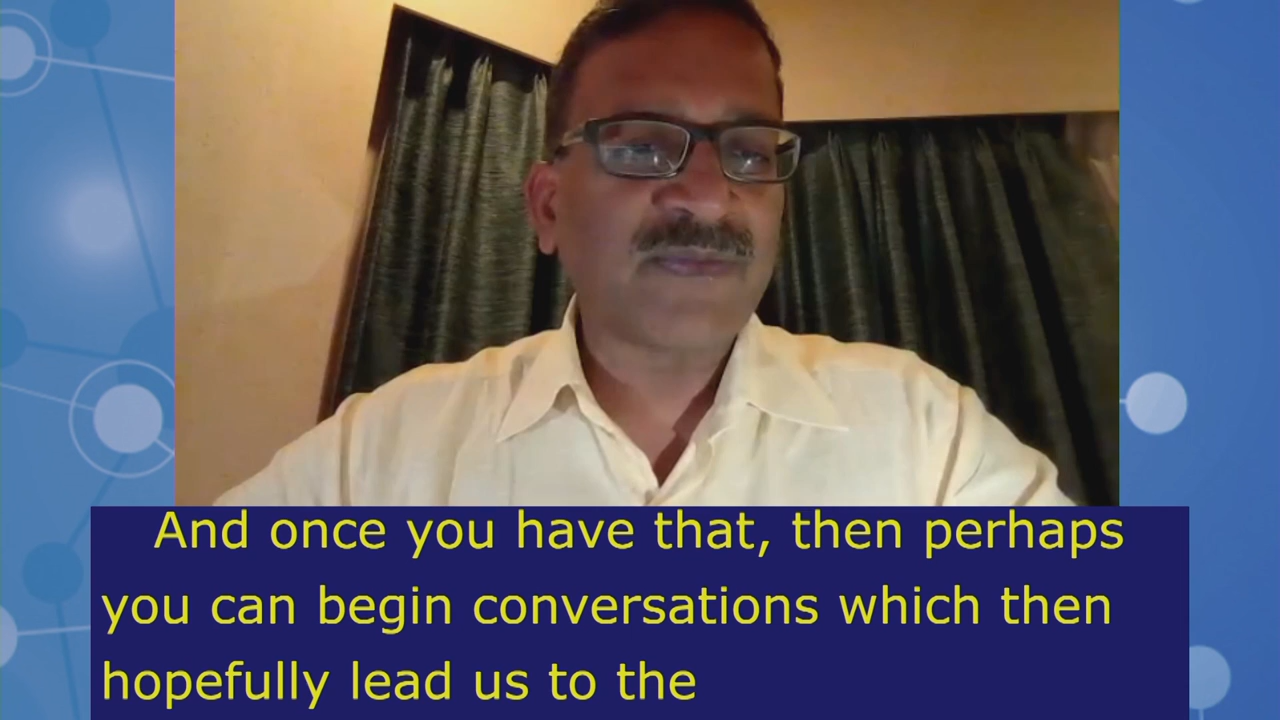 And once you have that, then perhaps
you can begin conversations which then
hopefully lead us to the